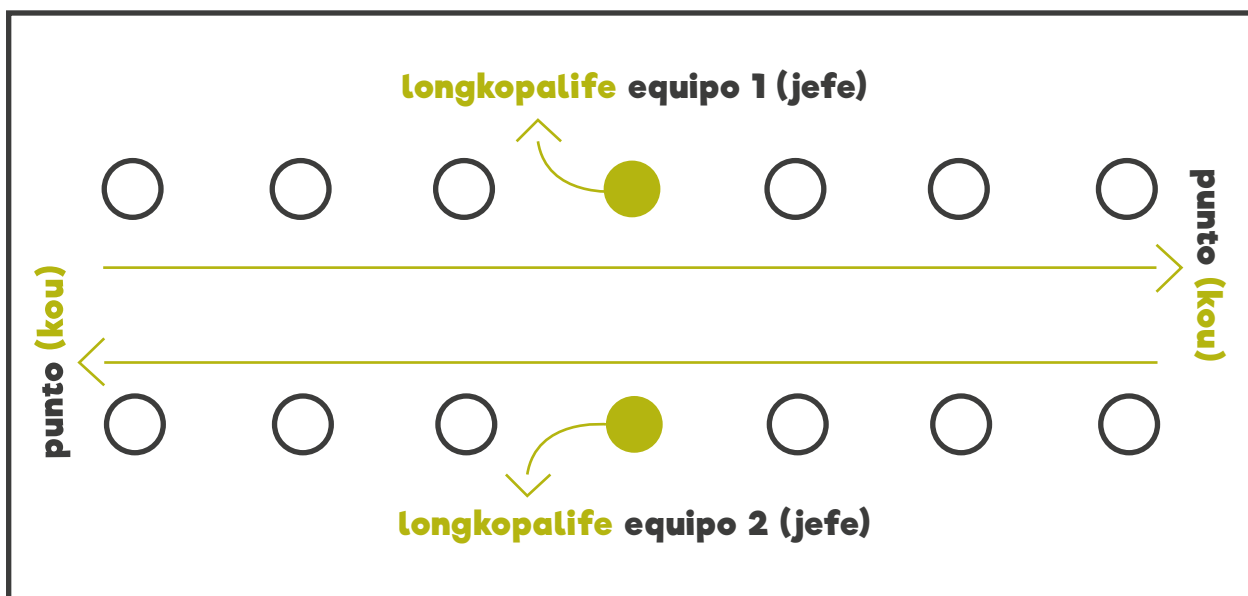 longkopalife equipo 1 (jefe)
punto (kou)
punto (kou)
longkopalife equipo 2 (jefe)